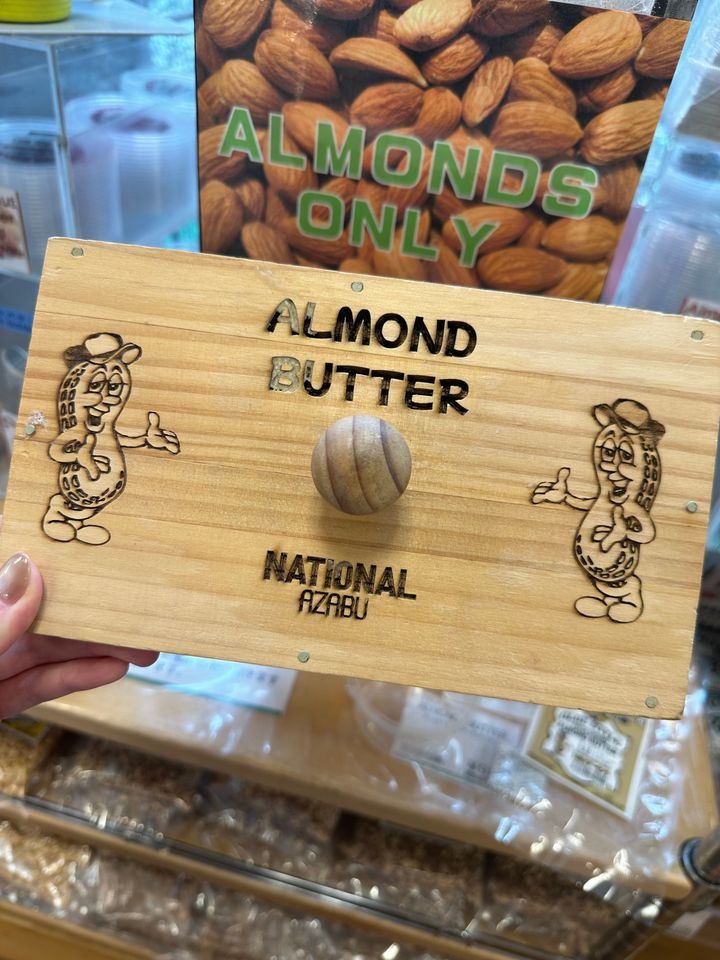 ALMONDS
ONLY
ALMOND
BUTTER
NATIONAL
AZABU